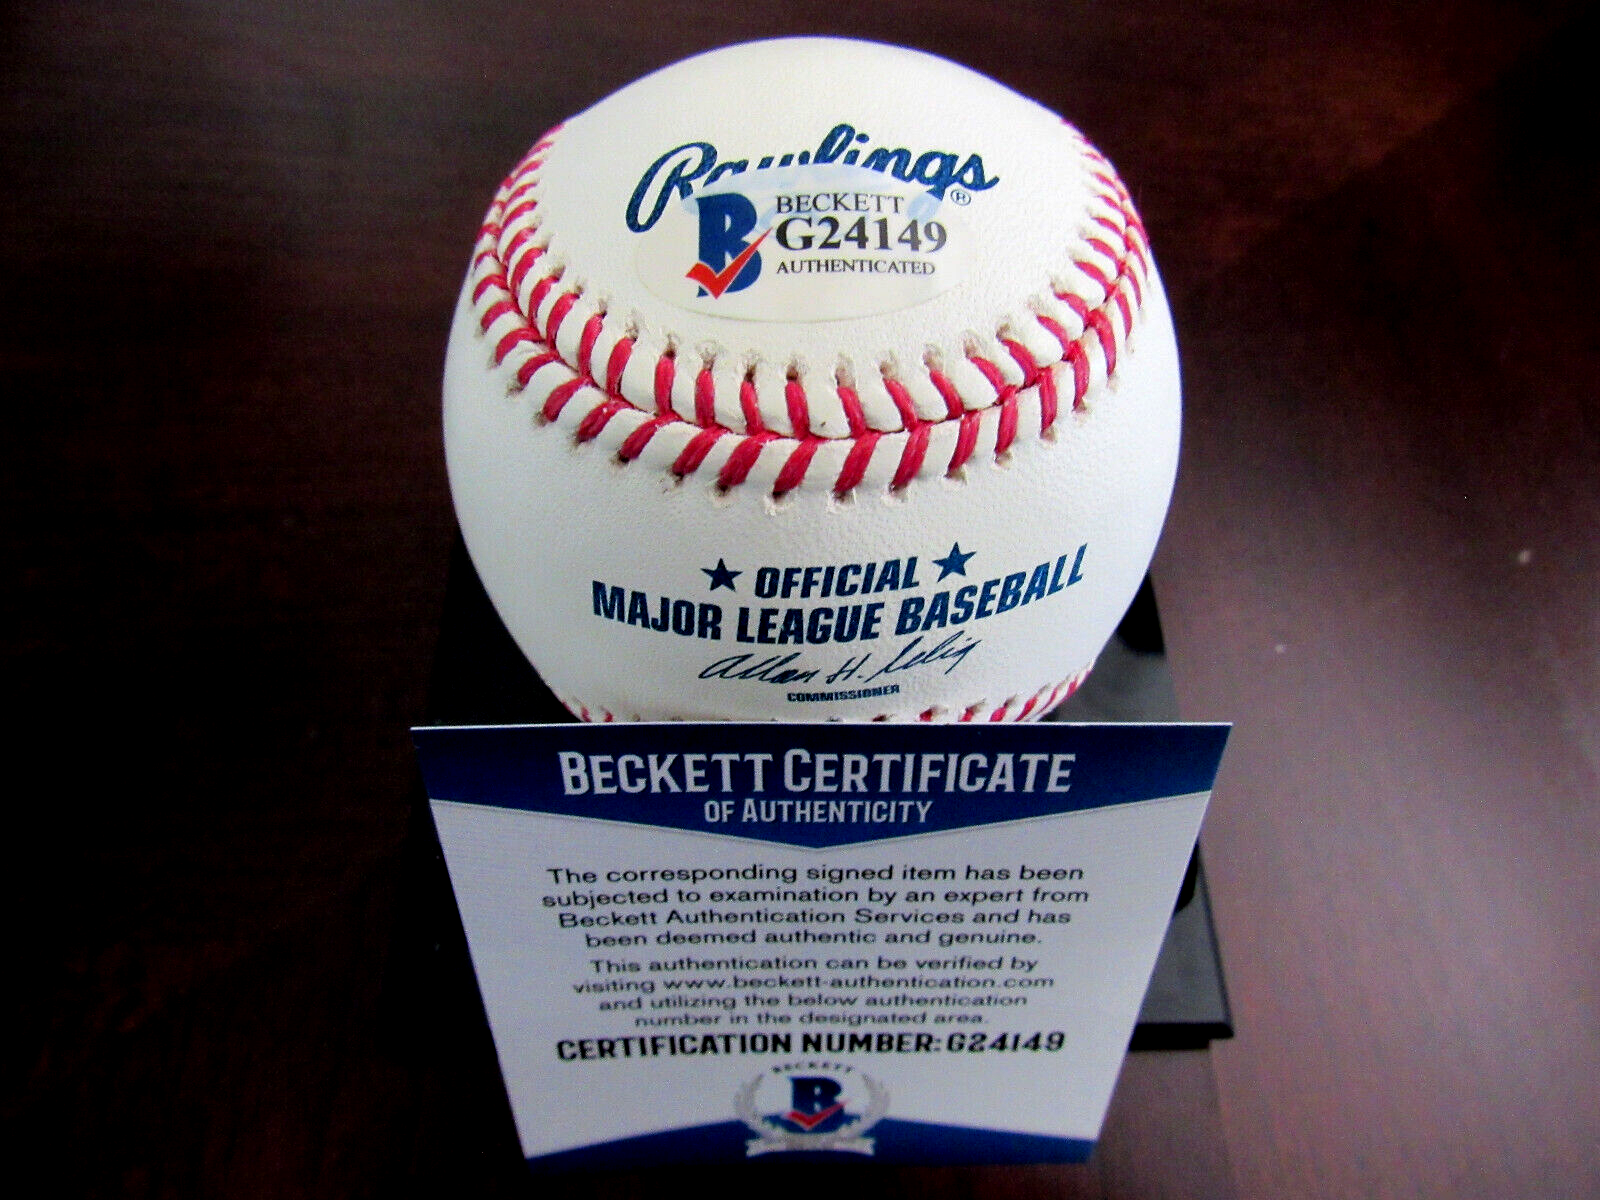 Rawlings®
BECKETT
G24149
AUTHENTICATED
★ OFFICIAL ★
MAJOR LEAGUE BASEBALL
Allan H. Selig
COMMISSIONER
BECKETT CERTIFICATE
OF AUTHENTICITY
The corresponding signed item has been
subjected to examination by an expert from
Beckett Authentication Services and has
been deemed authentic and genuine.
This authentication can be verified by
visiting www.beckett-authentication.com
and utilizing the below authentication
number in the designated area.
CERTIFICATION NUMBER: G24149
BECKETT